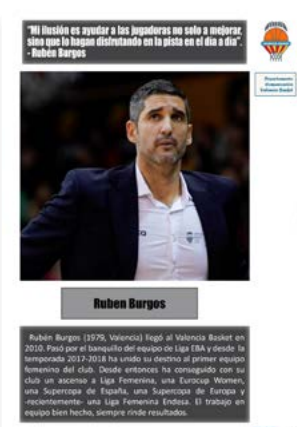 "Mi ilusión es ayudar a las jugadoras no solo a mejorar,
sino que lo hagan disfrutando en la pista en el día a día".
- Rubén Burgos
Departamento
Valencia Basket
Ruben Burgos
Rubén Burgos (1979, Valencia) llegó al Valencia Basket en
2010. Pasó por el banquillo del equipo de Liga EBA y desde la
temporada 2017-2018 ha unido su destino al primer equipo
femenino del club. Desde entonces ha conseguido con su
club un ascenso a Liga Femenina, una Eurocup Women,
una Supercopa de España, una Supercopa de Europa y
-recientemente- una Liga Femenina Endesa. El trabajo en
equipo bien hecho, siempre rinde resultados.